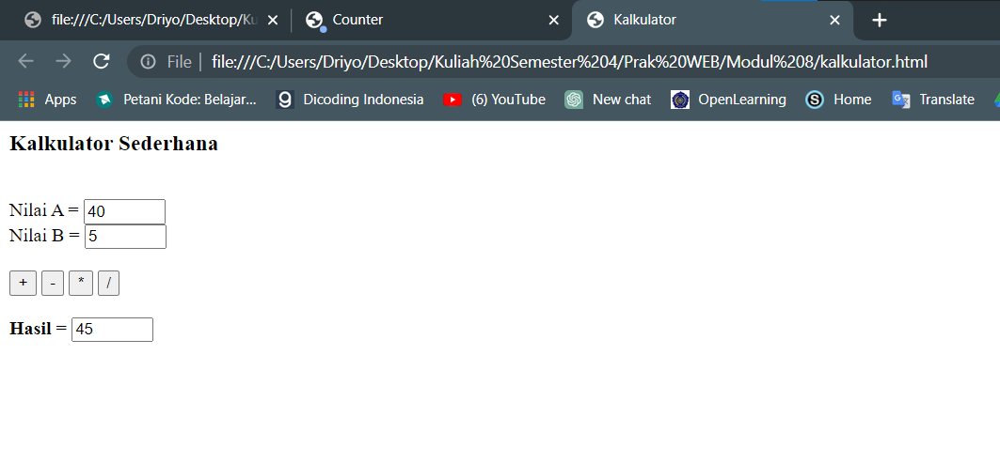 file:///C:/Users/Driyo/Desktop/Ku
Counter
Kalkulator
File
file:///C:/Users/Driyo/Desktop/Kuliah%20Semester%204/Prak%20WEB/Modul%208/kalkulator.html
Apps
Petani Kode: Belajar...
Dicoding Indonesia
(6) YouTube
New chat
OpenLearning
Home
Translate
Kalkulator Sederhana
Nilai A = 40
Nilai B = 5
+ - * /
Hasil = 45